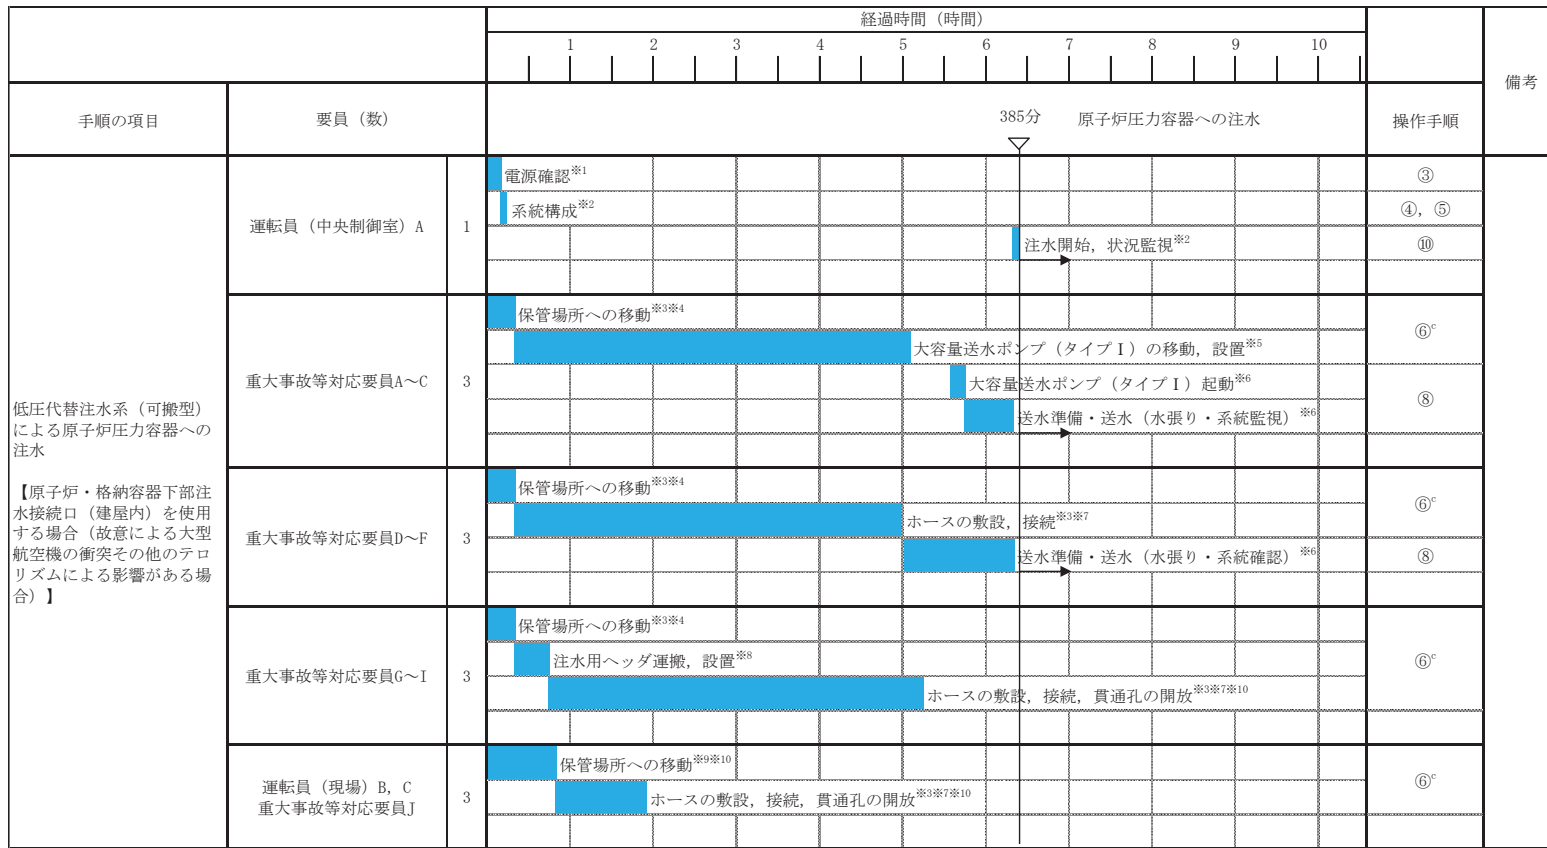 経過時間（時間）
1 2 3 4 5 6 7 8 9 10
備考
手順の項目
要員（数）
385分
原子炉圧力容器への注水
操作手順
低圧代替注水系（可搬型）
による原子炉圧力容器への
注水
【原子炉・格納容器下部注
水接続口（建屋内）を使用
する場合（故意による大型
航空機の衝突その他のテロ
リズムによる影響がある場
合）】
運転員（中央制御室）A
1
電源確認※1
③
系統構成※2
④，⑤
注水開始，状況監視※2
⑩
重大事故等対応要員A～C
3
保管場所への移動※3※4
大容量送水ポンプ（タイプⅠ）の移動，設置※5
⑥c
大容量送水ポンプ（タイプⅠ）起動※6
送水準備・送水（水張り・系統監視）※6
⑧
重大事故等対応要員D～F
3
保管場所への移動※3※4
ホースの敷設，接続※3※7
⑥c
送水準備・送水（水張り・系統確認）※6
⑧
重大事故等対応要員G～I
3
保管場所への移動※3※4
注水用ヘッダ運搬，設置※8
ホースの敷設，接続，貫通孔の開放※3※7※10
⑥c
運転員（現場）B，C
重大事故等対応要員J
3
保管場所への移動※9※10
ホースの敷設，接続，貫通孔の開放※3※7※10
⑥c